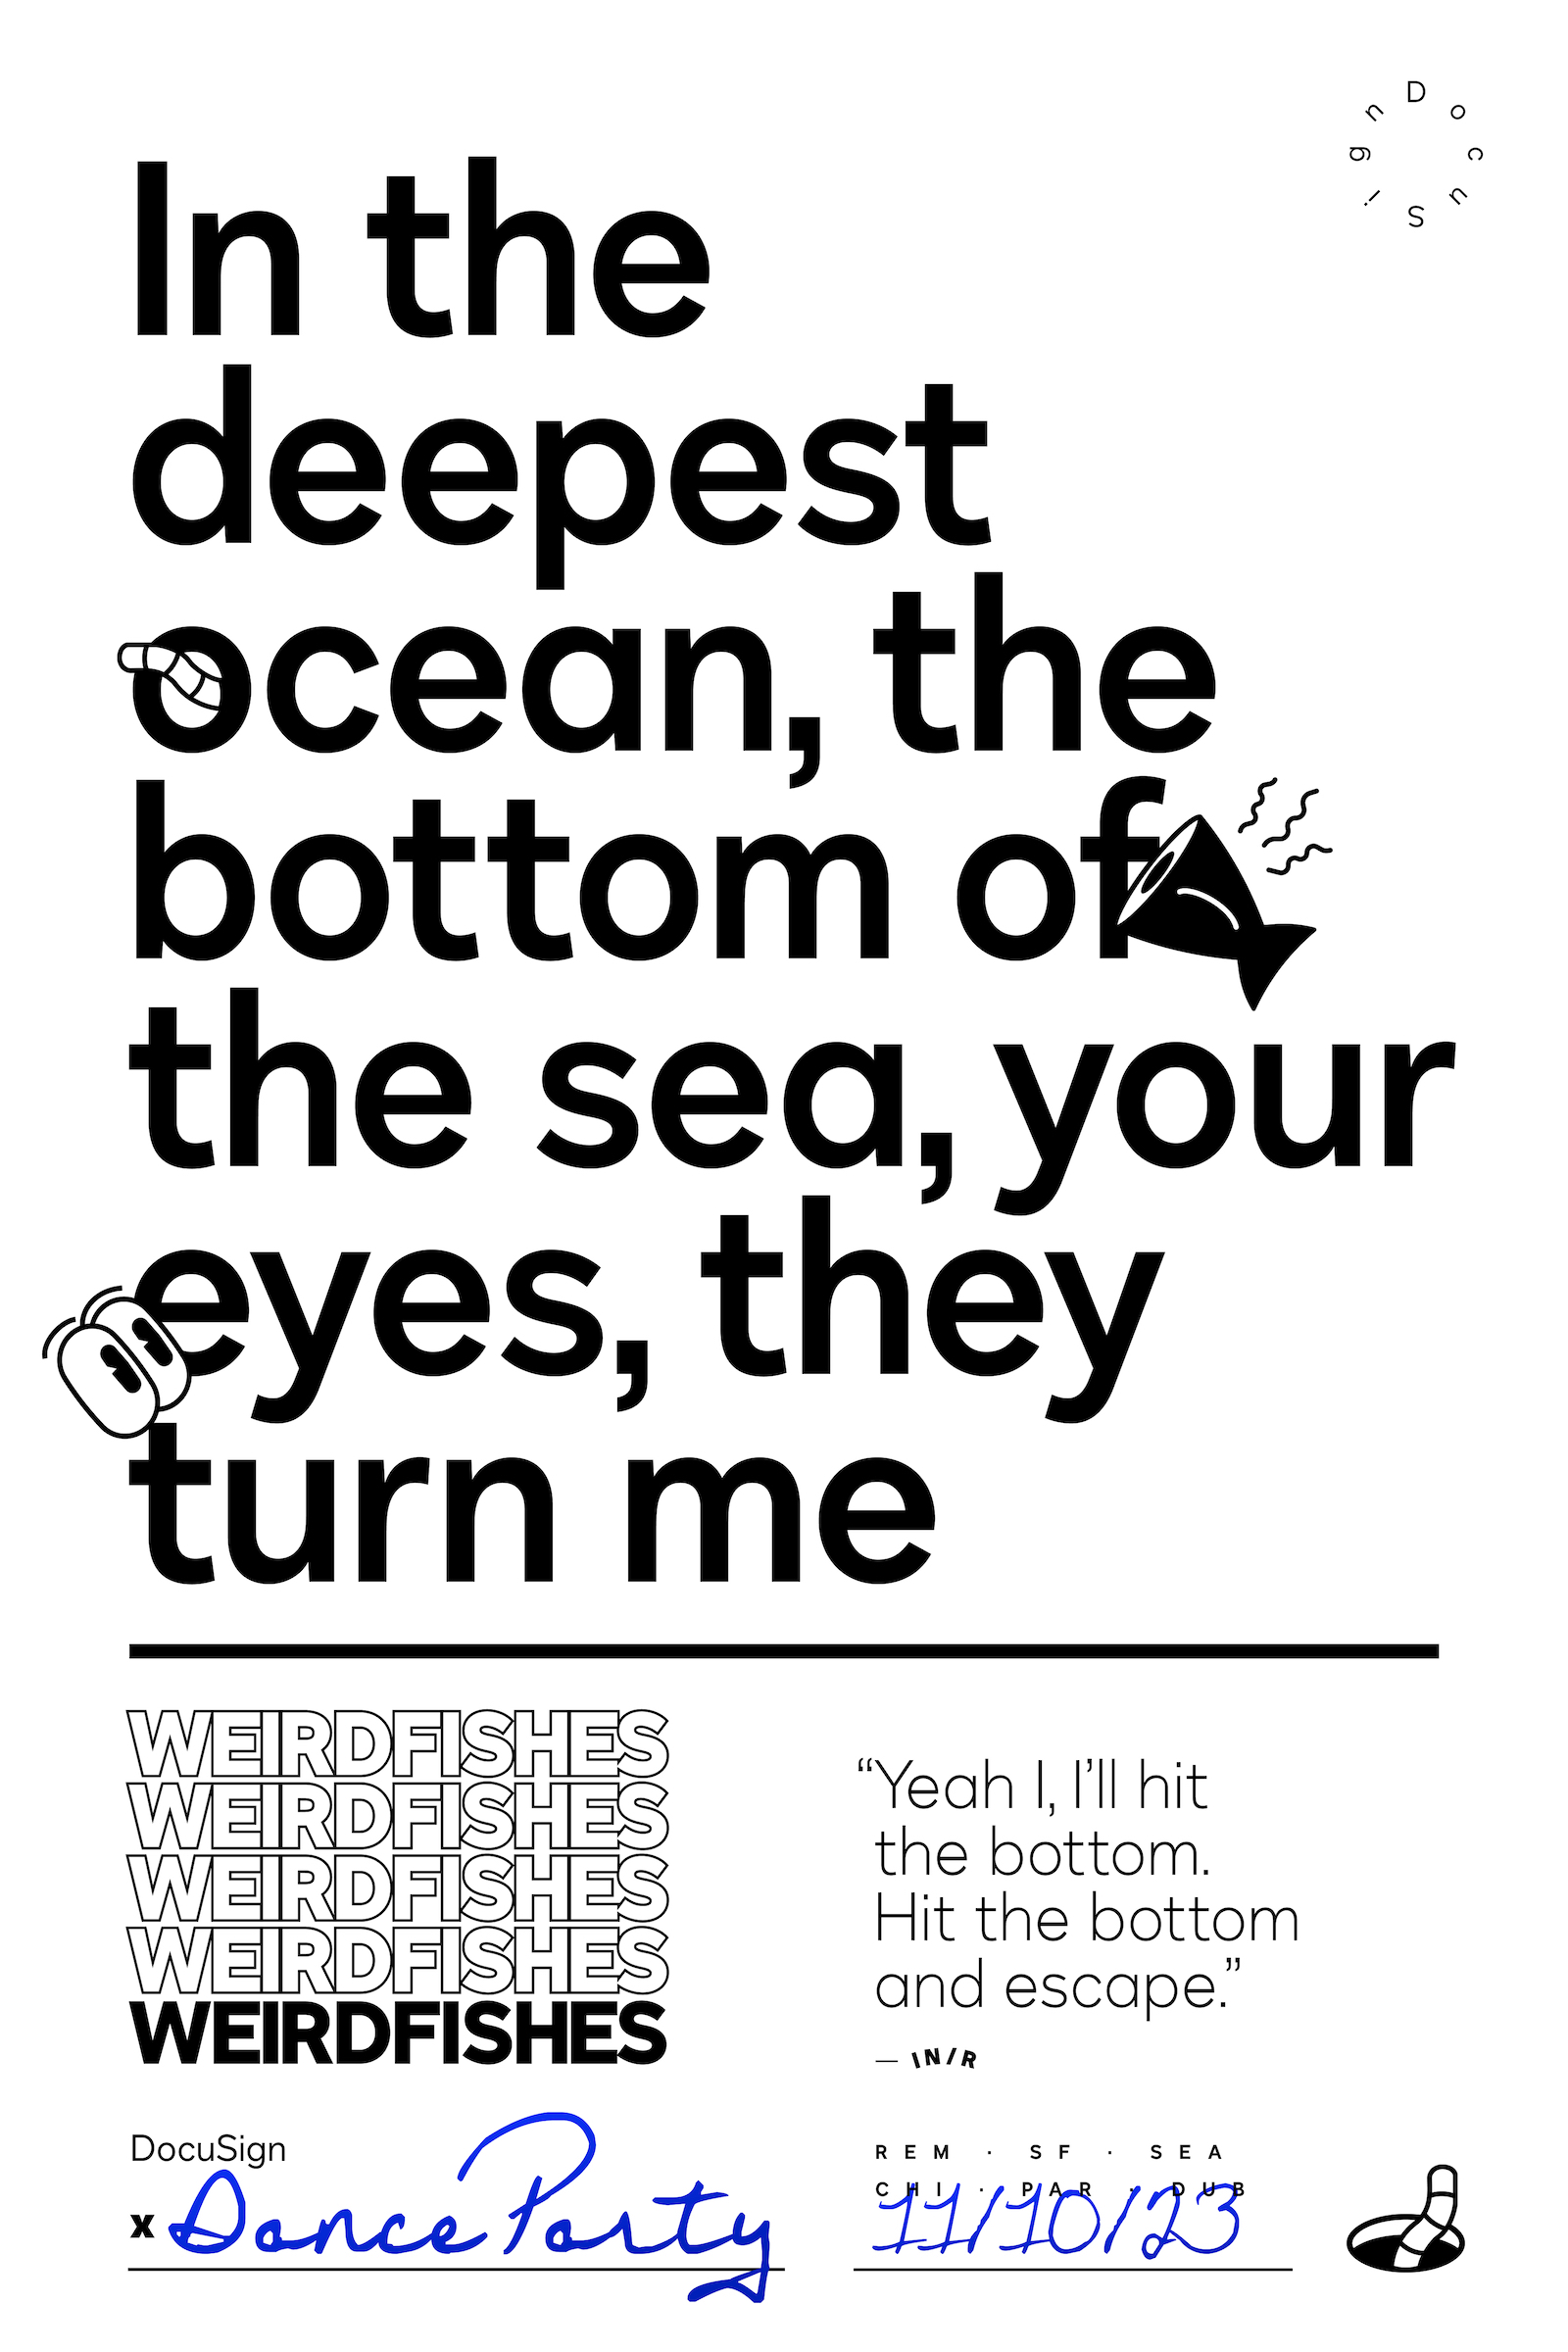 DocuSign
In the
deepest
ocean, the
bottom of
the sea, your
eyes, they
turn me
WEIRDFISHES
WEIRDFISHES
WEIRDFISHES
WEIRDFISHES
WEIRDFISHES
“Yeah I, I’ll hit
the bottom.
Hit the bottom
and escape.”
— IN/R
DocuSign
x Dance Party
REM · SF · SEA
CHI · PAR · DUB
11/10/23